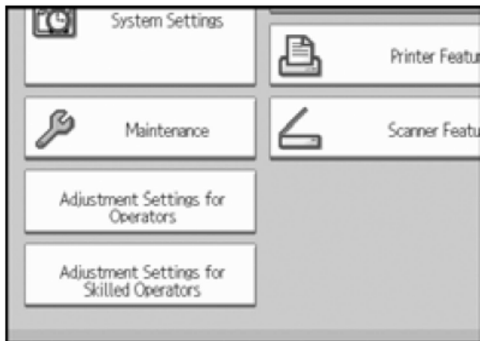 System Settings
Printer Featu
Maintenance
Scanner Featu
Adjustment Settings for
Operators
Adjustment Settings for
Skilled Operators